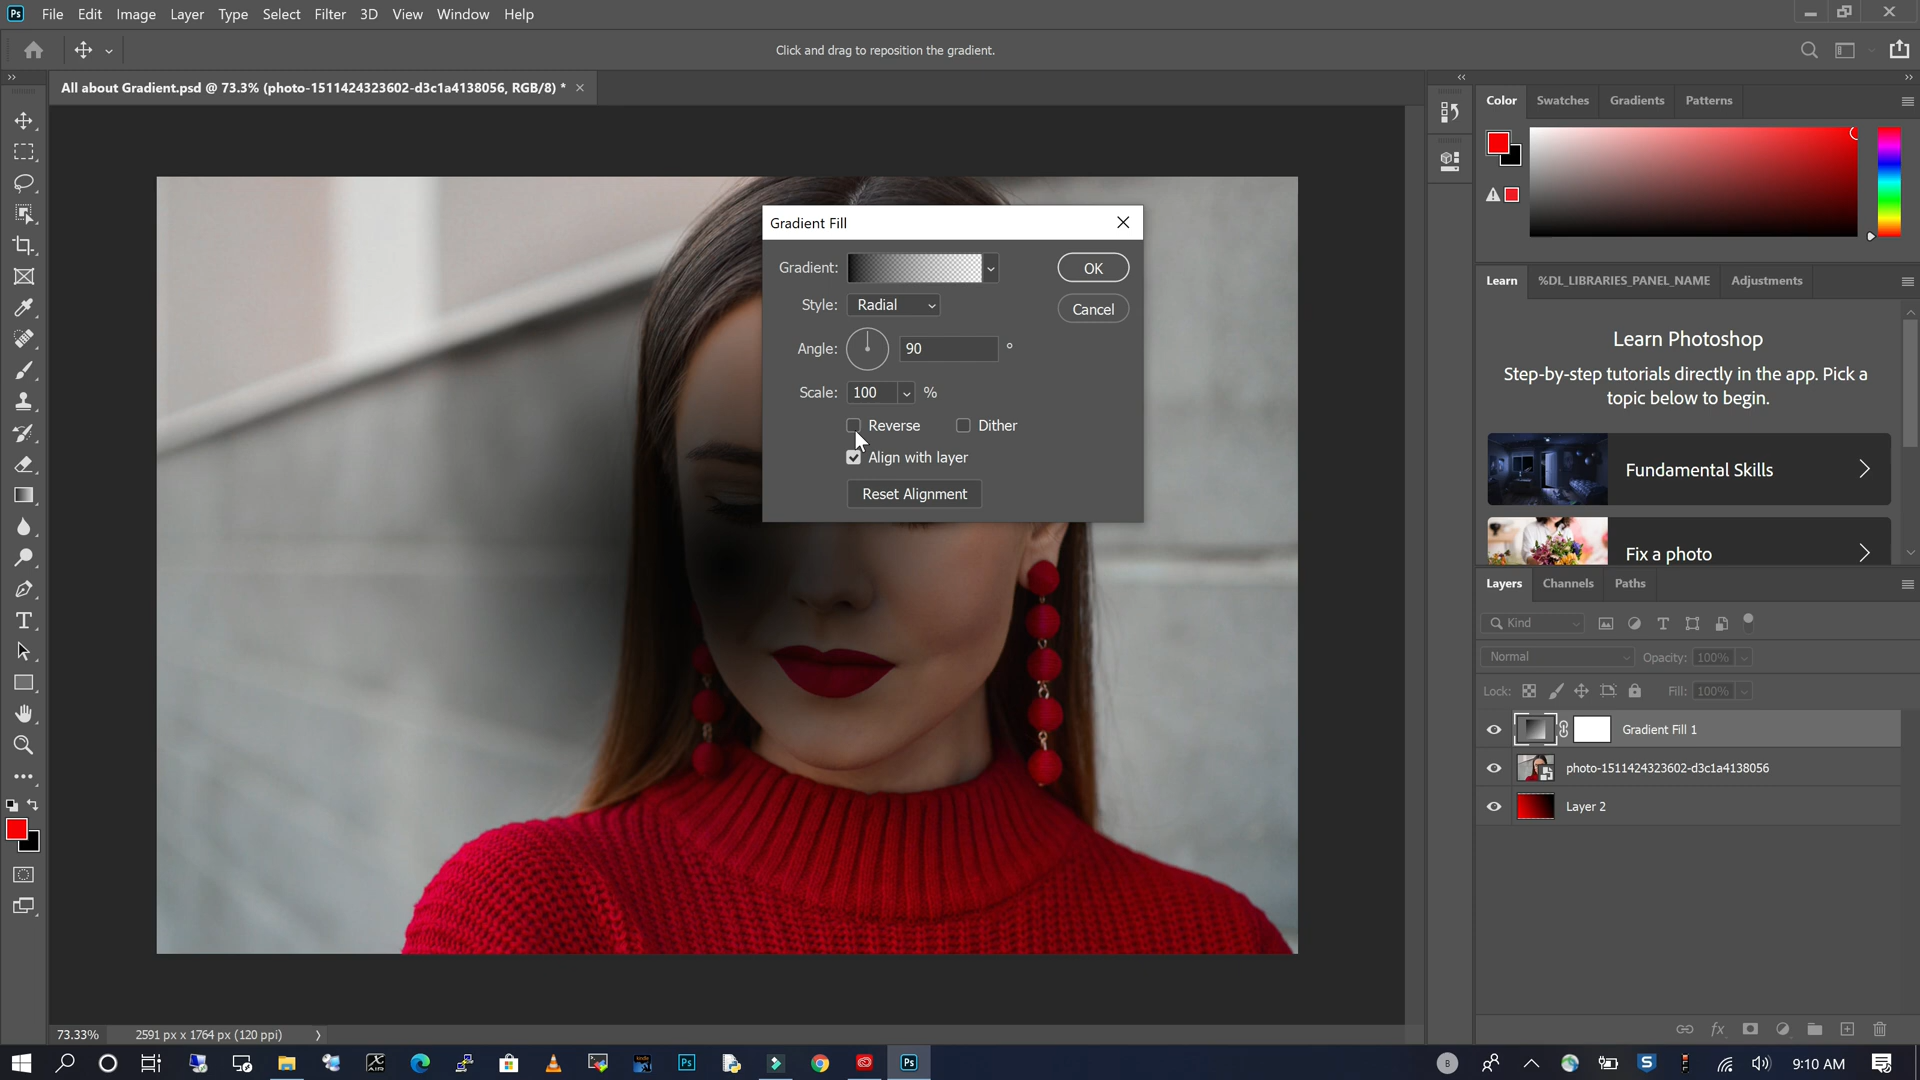 Ps File Edit Image Layer Type Select Filter 3D View Window Help
Click and drag to reposition the gradient.
All about Gradient.psd @ 73.3% (photo-1511424323602-d3c1a4138056, RGB/8) *
Color Swatches Gradients Patterns
Gradient Fill
Gradient:
OK
Style: Radial
Cancel
Angle: 90 °
Scale: 100 %
Reverse Dither
Align with layer
Reset Alignment
Learn %DL_LIBRARIES_PANEL_NAME Adjustments
Learn Photoshop
Step-by-step tutorials directly in the app. Pick a
topic below to begin.
Fundamental Skills
Fix a photo
Layers Channels Paths
Kind
Normal Opacity: 100%
Lock: Fill: 100%
Gradient Fill 1
photo-1511424323602-d3c1a4138056
Layer 2
fx
73.33% 2591 px x 1764 px (120 ppi)
Ps Ps B S 9:10 AM